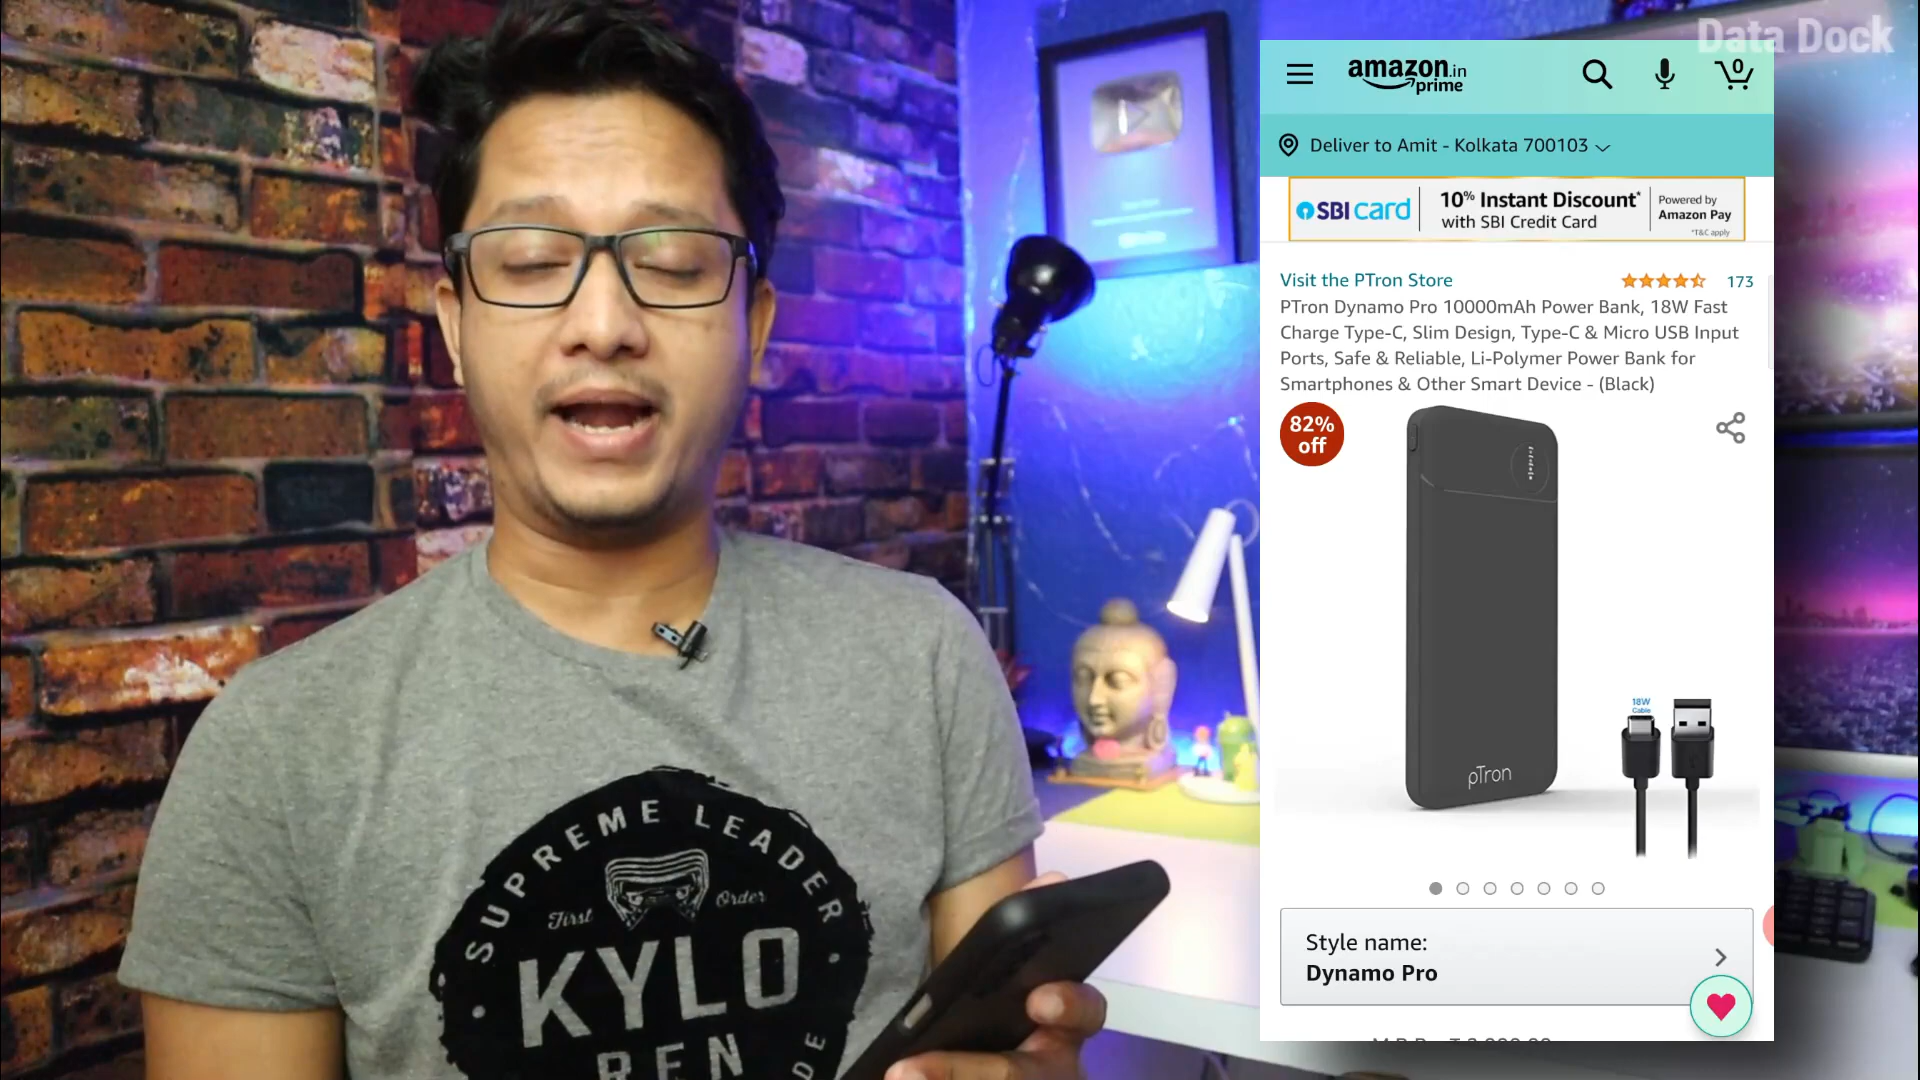 Data Dock
amazon.in
prime
0
Deliver to Amit - Kolkata 700103
SBI card
10% Instant Discount*
with SBI Credit Card
Powered by
Amazon Pay
*T&C apply
Visit the PTron Store
173
PTron Dynamo Pro 10000mAh Power Bank, 18W Fast
Charge Type-C, Slim Design, Type-C & Micro USB Input
Ports, Safe & Reliable, Li-Polymer Power Bank for
Smartphones & Other Smart Device - (Black)
82%
off
18W
Cable
pTron
Style name:
Dynamo Pro
SUPREME LEADER
First Order
KYLO
REN